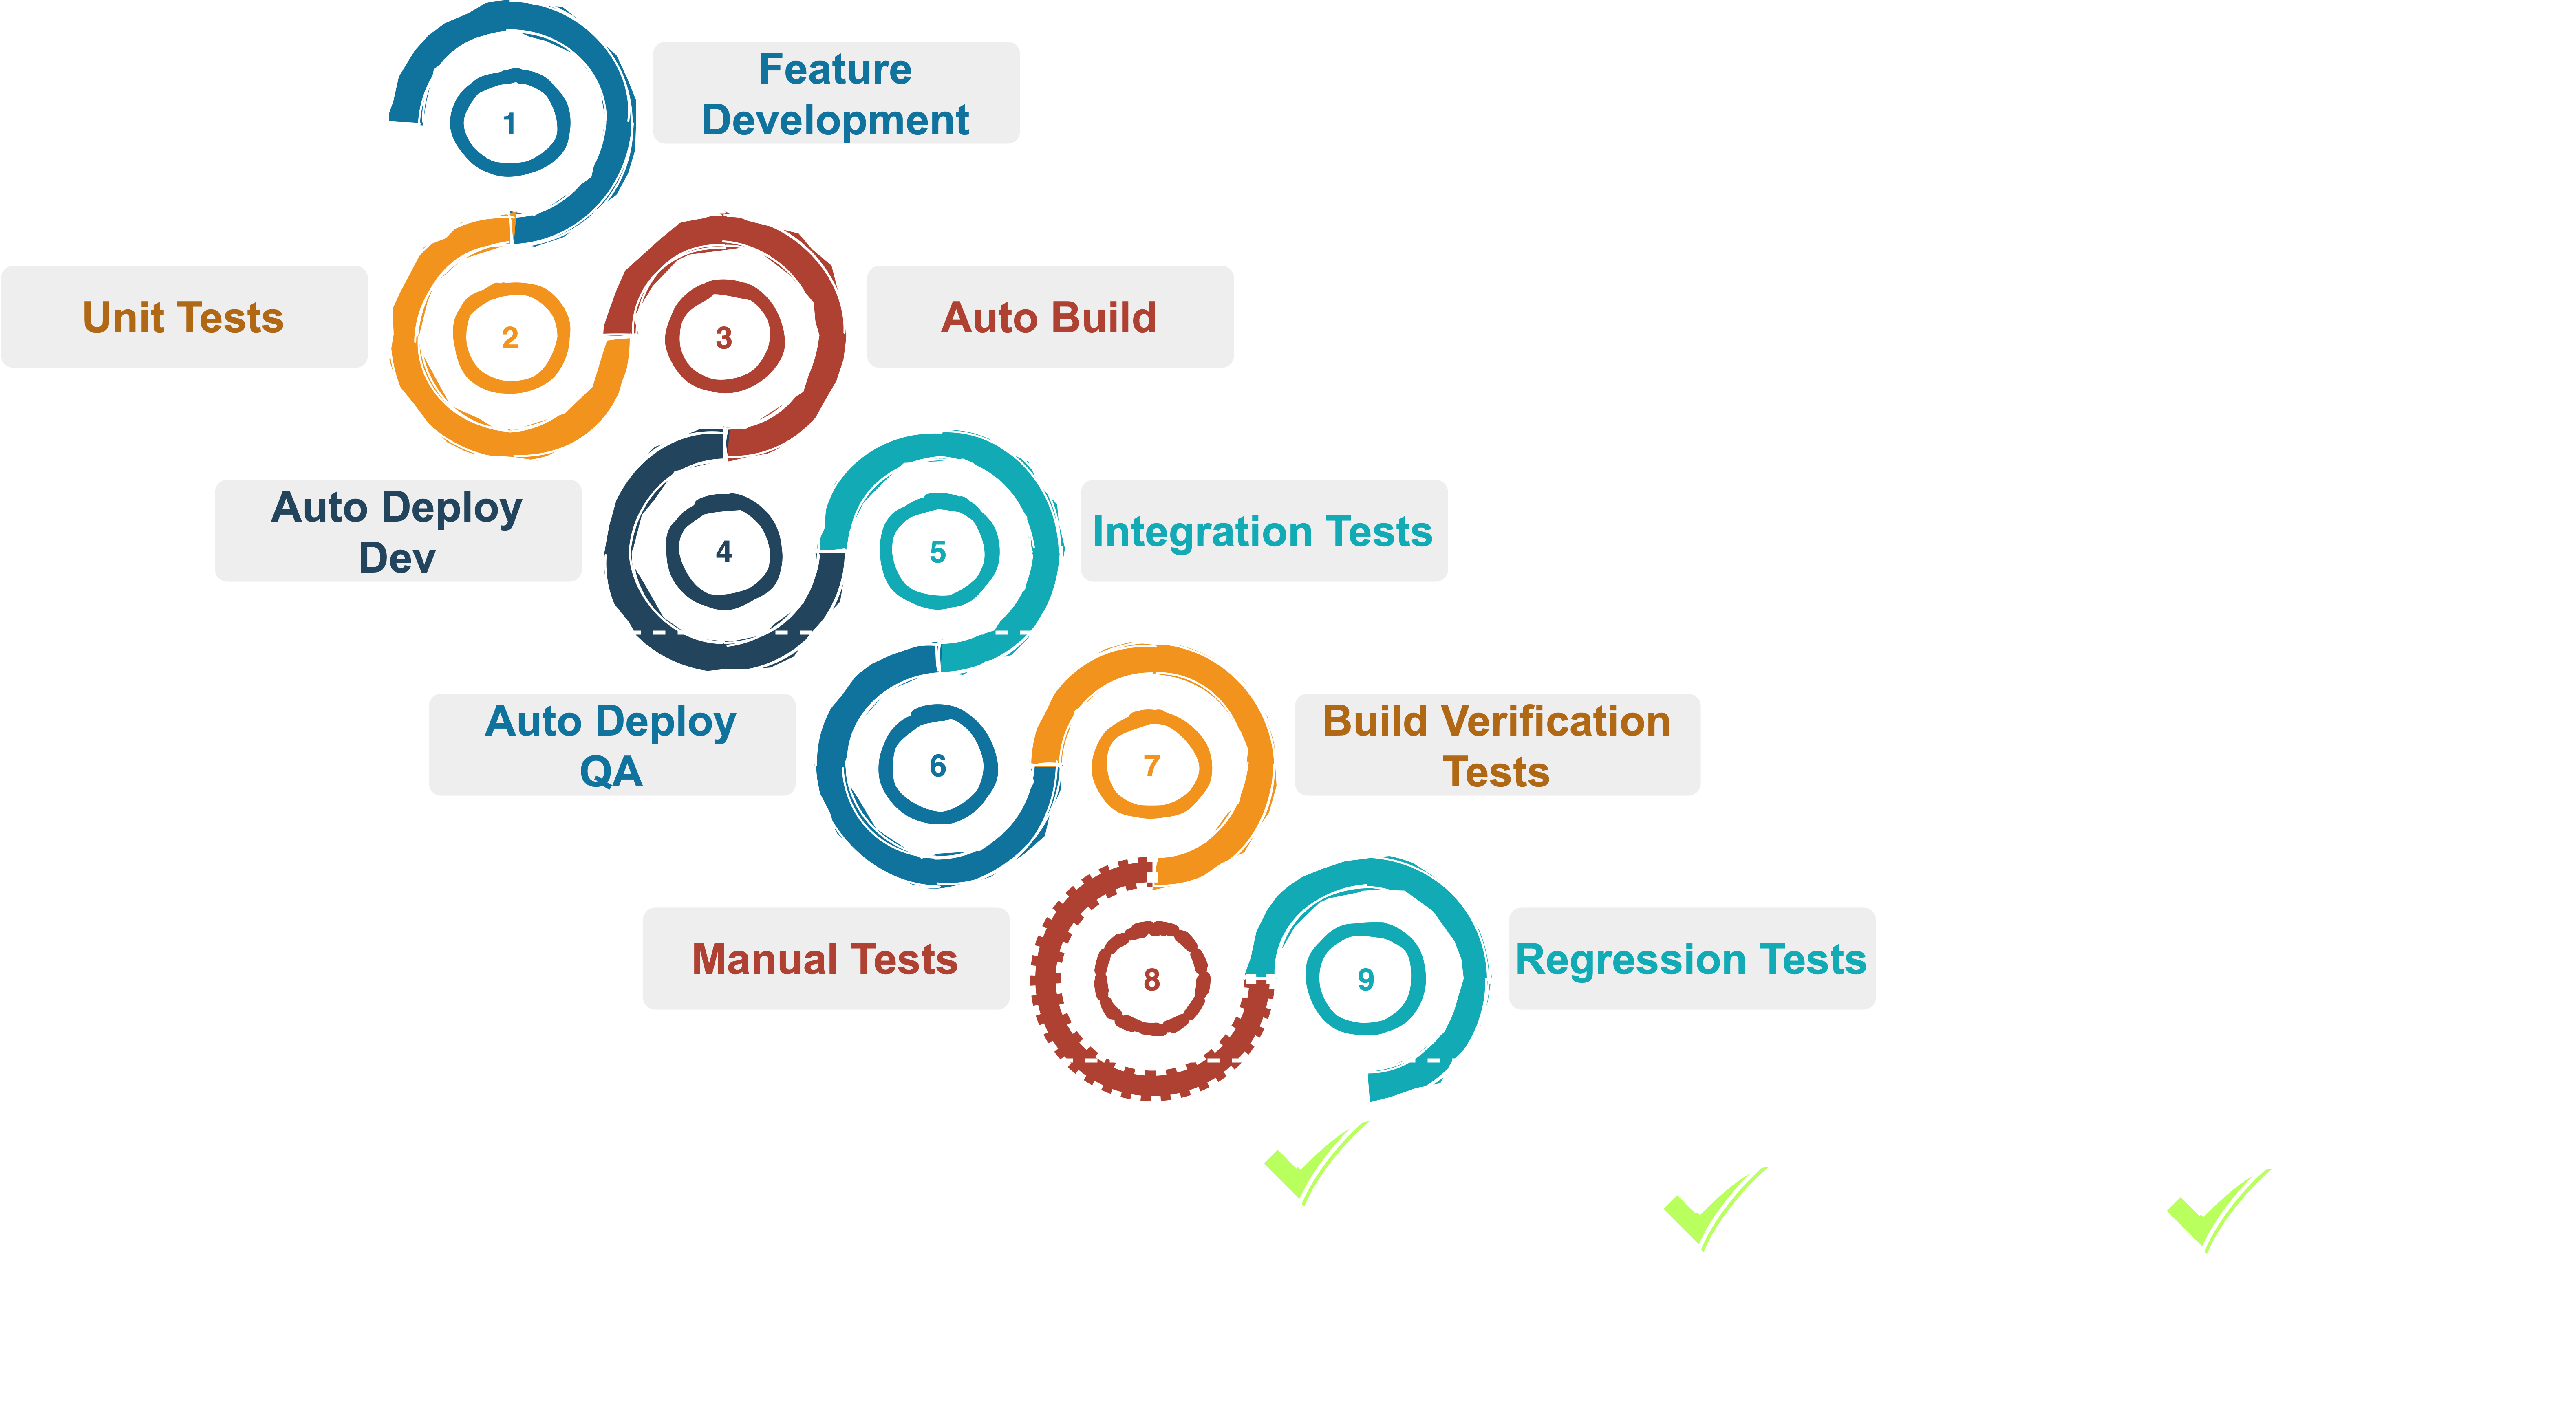 1
Feature
Development
Unit Tests
2
3
Auto Build
Auto Deploy
Dev
4
5
Integration Tests
Auto Deploy
QA
6
7
Build Verification
Tests
Manual Tests
8
9
Regression Tests